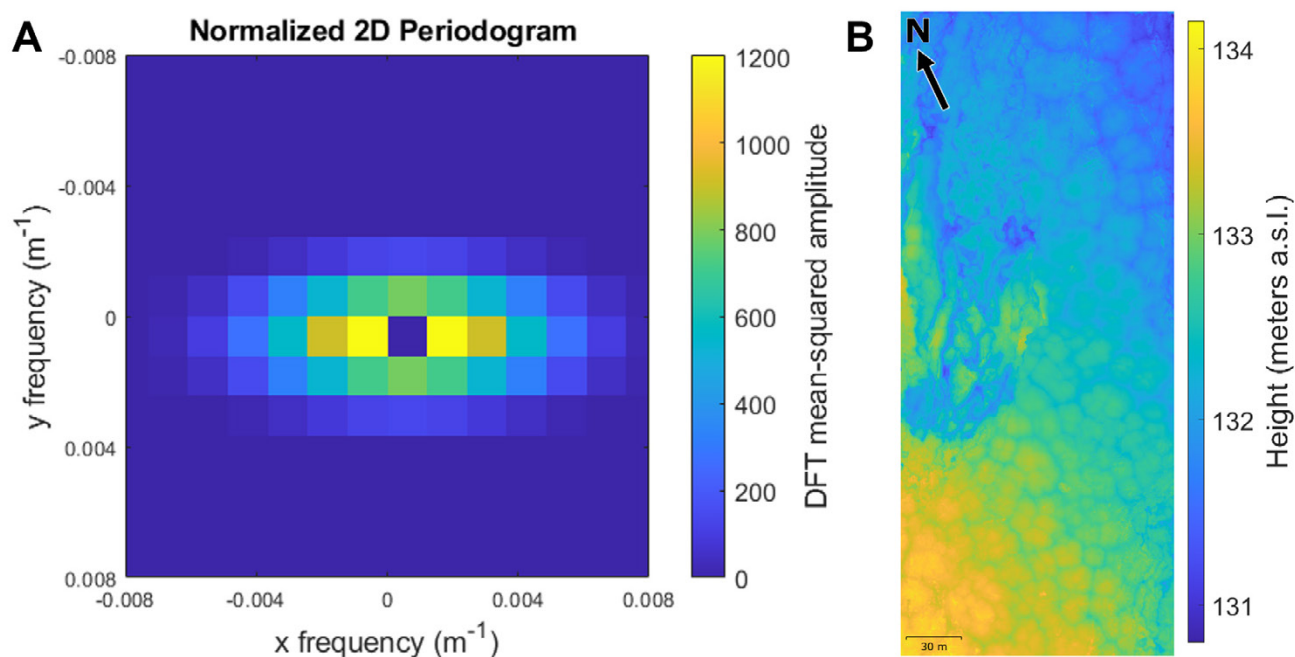 A
Normalized 2D Periodogram
-0.008
-0.004
0
0.004
0.008
y frequency (m-1)
-0.008
-0.004
0
0.004
0.008
x frequency (m-1)
1200
1000
800
600
400
200
0
DFT mean-squared amplitude
B
N
30 m
134
133
132
131
Height (meters a.s.l.)